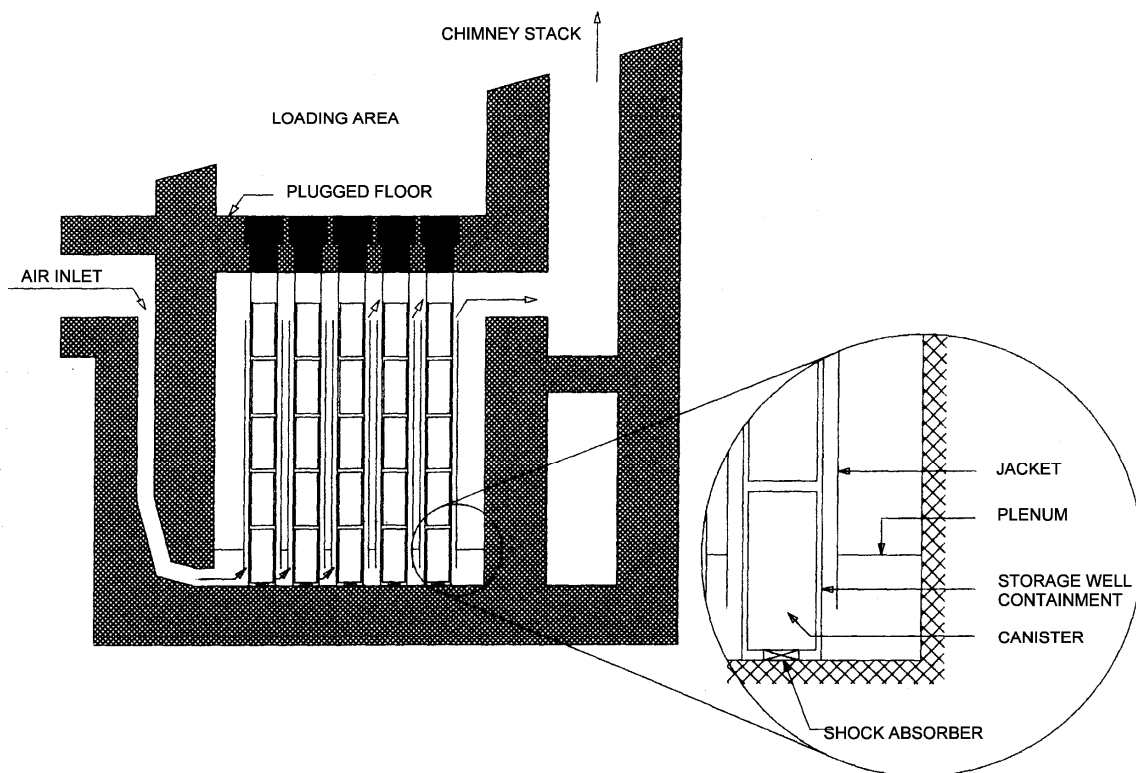 CHIMNEY STACK
LOADING AREA
PLUGGED FLOOR
AIR INLET
JACKET
PLENUM
STORAGE WELL
CONTAINMENT
CANISTER
SHOCK ABSORBER